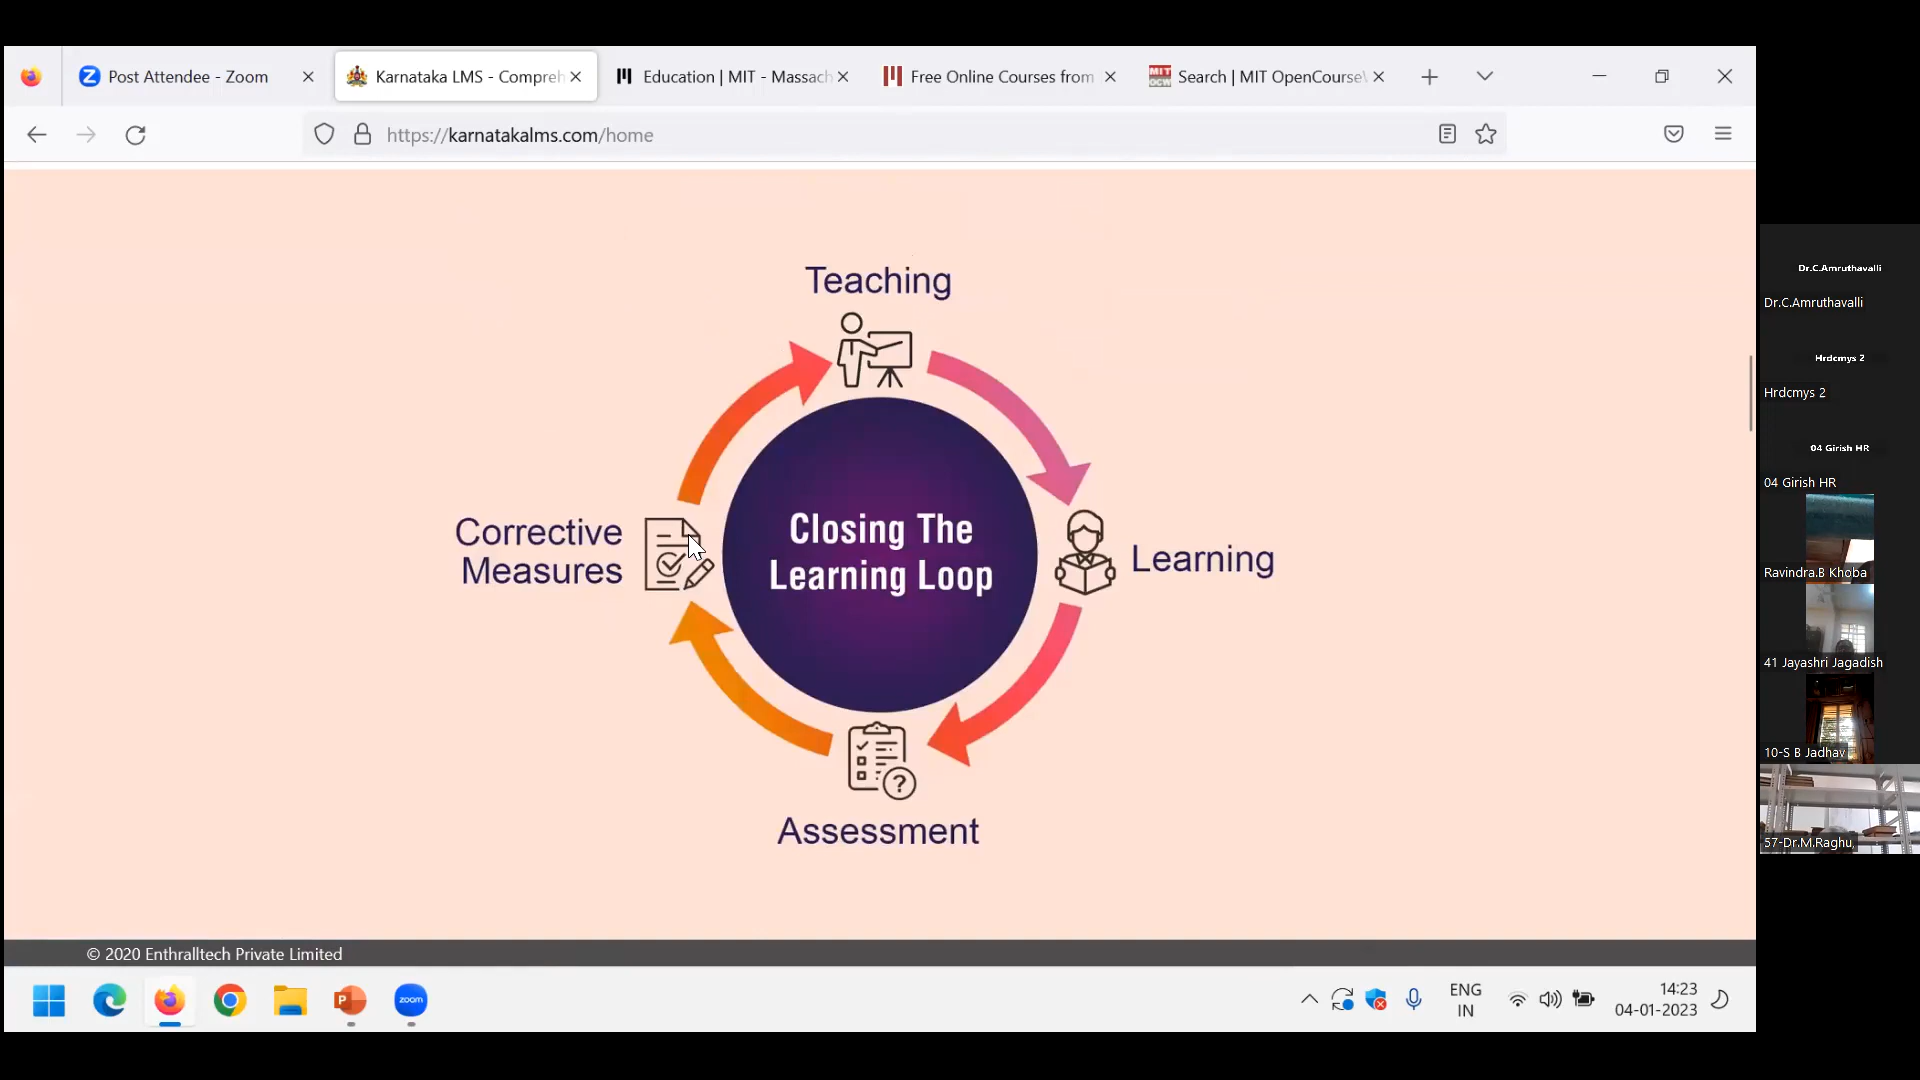 Post Attendee - Zoom
Karnataka LMS - Compreh
Education | MIT - Massach
Free Online Courses from
Search | MIT OpenCourseW
https://karnatakalms.com/home
Teaching
Corrective
Measures
Closing The
Learning Loop
Learning
Assessment
© 2020 Enthralltech Private Limited
zoom
ENG
IN
14:23
04-01-2023
Dr.C.Amruthavalli
Dr.C.Amruthavalli
Hrdcmys 2
Hrdcmys 2
04 Girish HR
04 Girish HR
Ravindra.B Khoba
41 Jayashri Jagadish
10-S B Jadhav
57-Dr.M.Raghu,